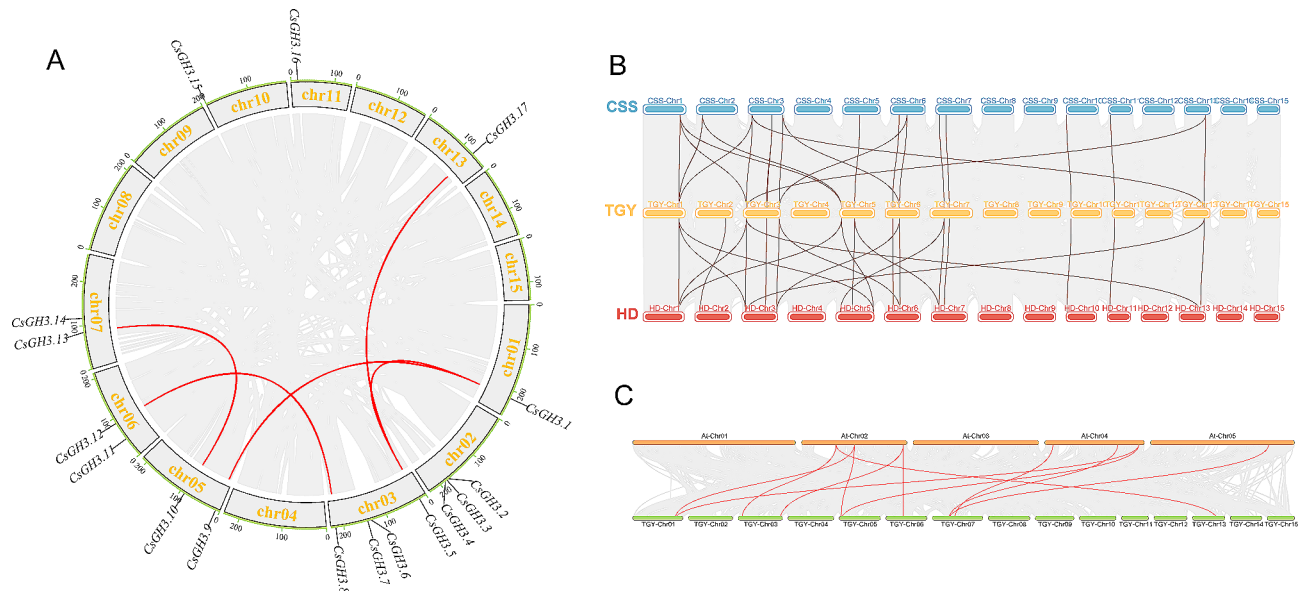 A
CsGH3.15
CsGH3.16
CsGH3.17
chr10
chr11
chr12
chr13
chr14
chr15
chr01
chr02
chr03
chr04
chr05
chr06
chr07
chr08
chr09
CsGH3.14
CsGH3.13
CsGH3.12
CsGH3.11
CsGH3.10
CsGH3.9
CsGH3.8
CsGH3.7
CsGH3.6
CsGH3.5
CsGH3.4
CsGH3.3
CsGH3.2
CsGH3.1
B
CSS
CSS-Chr1 CSS-Chr2 CSS-Chr3 CSS-Chr4 CSS-Chr5 CSS-Chr6 CSS-Chr7 CSS-Chr8 CSS-Chr9 CSS-Chr10 CSS-Chr12 CSS-Chr15
TGY
TGY-Chr2 TGY-Chr4 TGY-Chr5 TGY-Chr6 TGY-Chr7 TGY-Chr8 TGY-Chr9 TGY-Chr10 TGY-Chr11 TGY-Chr15
HD
HD-Chr1 HD-Chr2 HD-Chr3 HD-Chr4 HD-Chr5 HD-Chr6 HD-Chr7 HD-Chr8 HD-Chr9 HD-Chr10 HD-Chr11 HD-Chr12 HD-Chr13 HD-Chr14 HD-Chr15
C
At-Chr01 At-Chr02 At-Chr03 At-Chr04 At-Chr05
TGY-Chr01 TGY-Chr02 TGY-Chr03 TGY-Chr04 TGY-Chr05 TGY-Chr06 TGY-Chr07 TGY-Chr08 TGY-Chr09 TGY-Chr10 TGY-Chr11 TGY-Chr12 TGY-Chr13 TGY-Chr14 TGY-Chr15